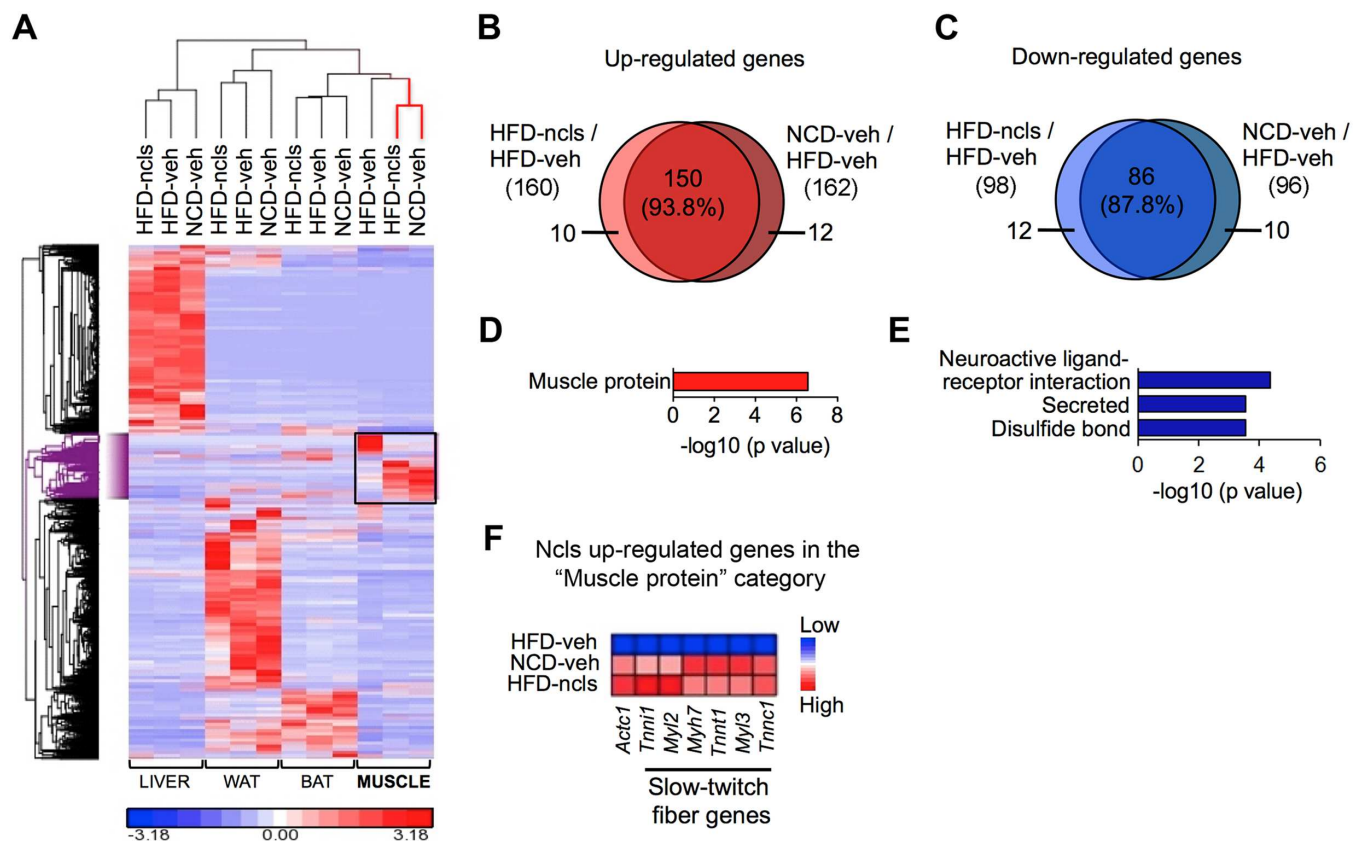 A
HFD-ncls
HFD-veh
NCD-veh
HFD-ncls
HFD-veh
NCD-veh
HFD-ncls
HFD-veh
NCD-veh
HFD-veh
HFD-ncls
NCD-veh
LIVER
WAT
BAT
MUSCLE
-3.18
0.00
3.18
B
Up-regulated genes
HFD-ncls /
HFD-veh
(160)
150
(93.8%)
NCD-veh /
HFD-veh
(162)
10
12
C
Down-regulated genes
HFD-ncls /
HFD-veh
(98)
86
(87.8%)
NCD-veh /
HFD-veh
(96)
12
10
D
Muscle protein
0 2 4 6 8
-log10 (p value)
E
Neuroactive ligand-
receptor interaction
Secreted
Disulfide bond
0 2 4 6
-log10 (p value)
F
Ncls up-regulated genes in the
“Muscle protein” category
HFD-veh
NCD-veh
HFD-ncls
Low
High
Actc1
Tnni1
Myl2
Myh7
Tnnt1
Myl3
Tnnc1
Slow-twitch
fiber genes